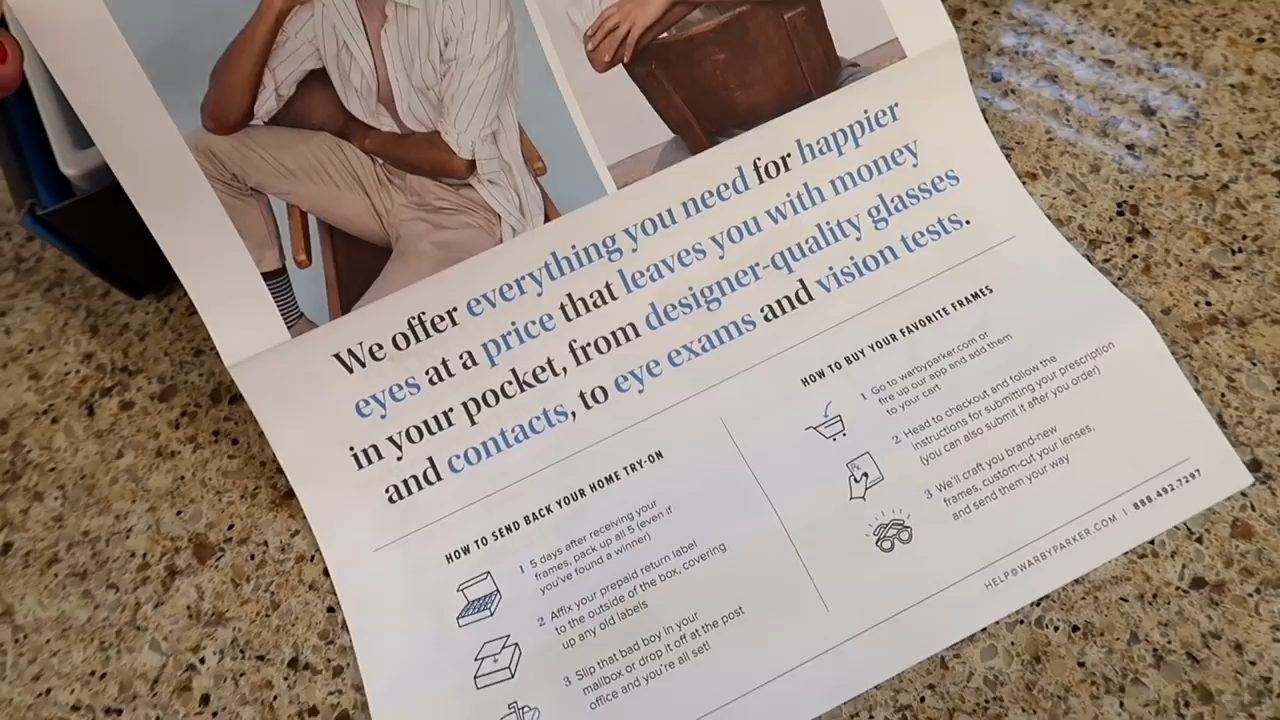 We offer everything you need for happier
eyes at a price that leaves you with money
in your pocket, from designer-quality glasses
and contacts, to eye exams and vision tests.
HOW TO SEND BACK YOUR HOME TRY-ON
1 5 days after receiving your
frames, pack up all 5 (even if
you've found a winner)
2 Affix your prepaid return label
to the outside of the box, covering
up any old labels
3 Slip that bad boy in your
mailbox or drop it off at the post
office and you're all set!
HOW TO BUY YOUR FAVORITE FRAMES
1 Go to warbyparker.com or
fire up our app and add them
to your cart
2 Head to checkout and follow the
instructions for submitting your prescription
(you can also submit it after you order)
Rx
3 We'll craft you brand-new
frames, custom-cut your lenses,
and send them your way
HELP@WARBYPARKER.COM | 888.492.7297